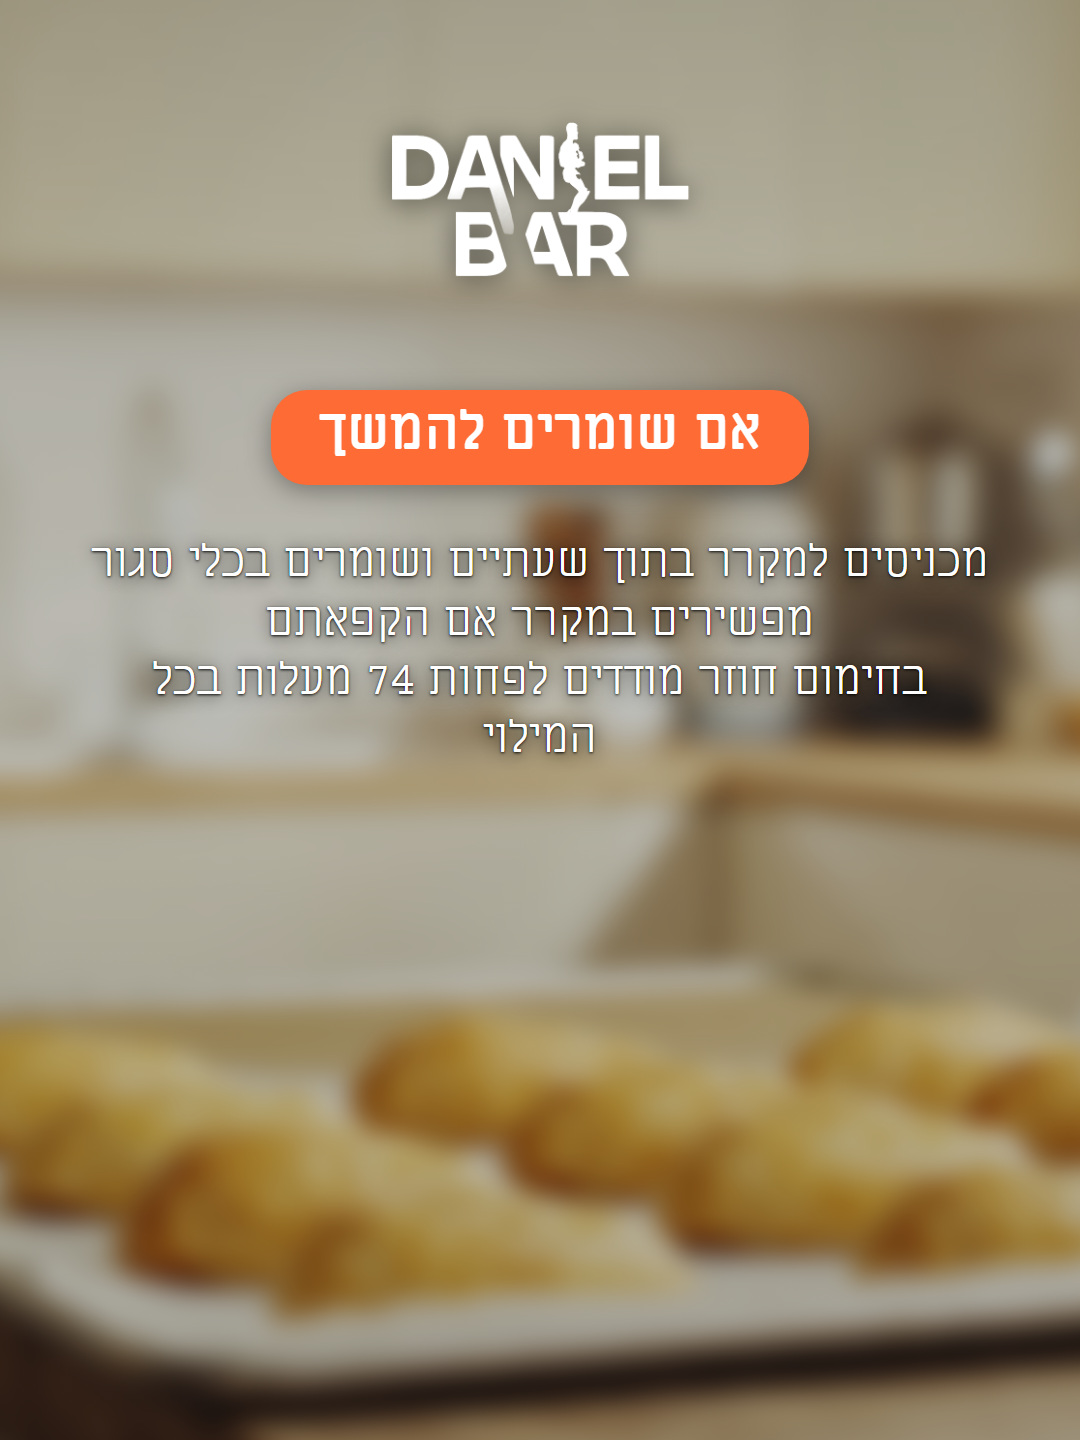 DANIEL
BAR
אם שומרים להמשך
מכניסים למקרר בתוך שעתיים ושומרים בכלי סגור
מפשירים במקרר אם הקפאתם
בחימום חוזר מודדים לפחות 74 מעלות בכל
המילוי